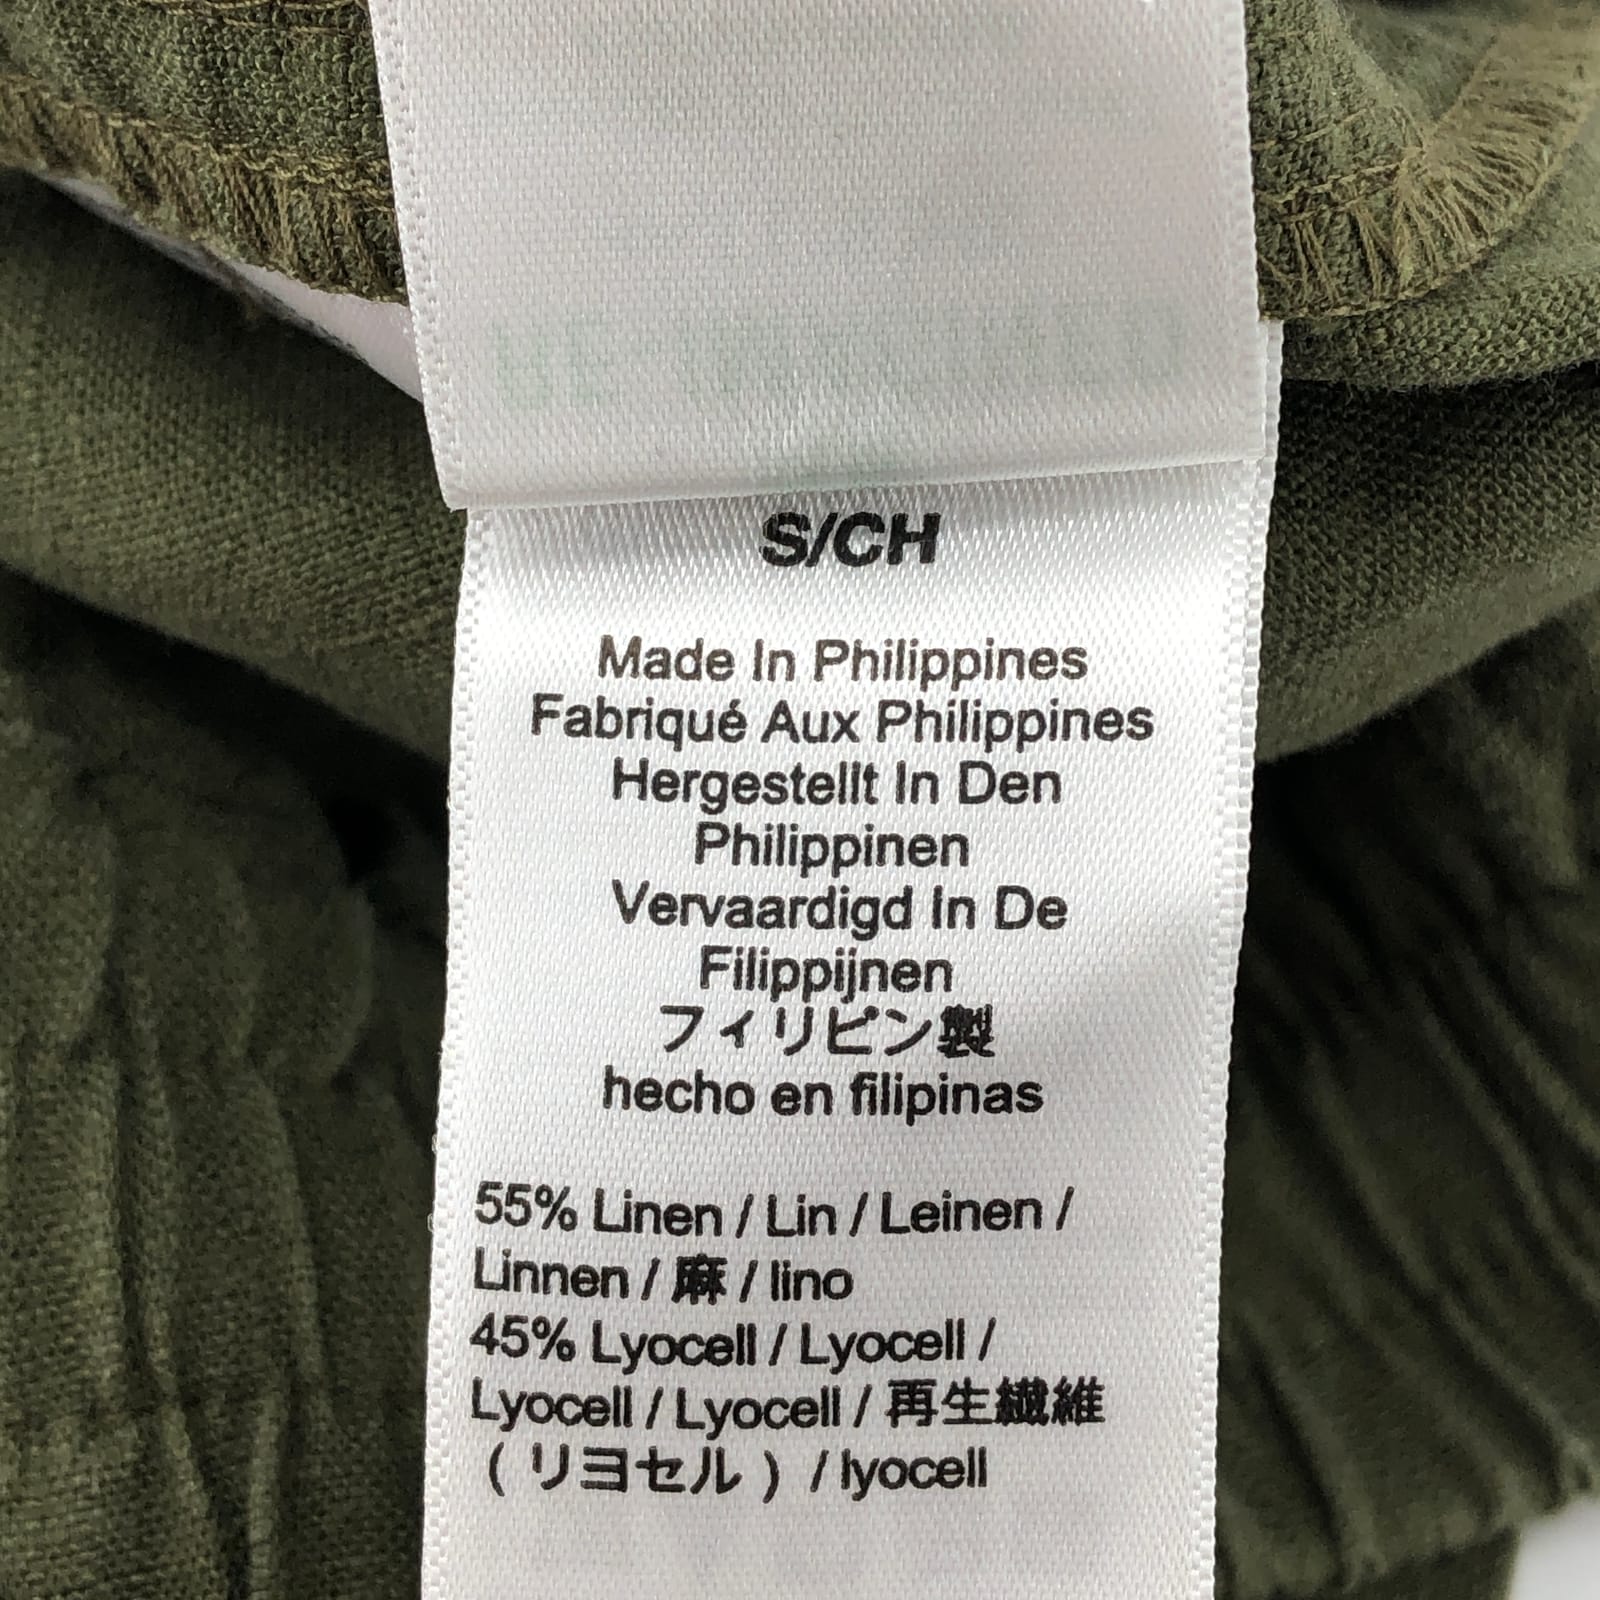 S/CH
Made In Philippines
Fabriqué Aux Philippines
Hergestellt In Den
Philippinen
Vervaardigd In De
Filippijnen
フィリピン製
hecho en filipinas
55% Linen / Lin / Leinen /
Linnen / 麻 / lino
45% Lyocell / Lyocell /
Lyocell / Lyocell / 再生繊維
( リヨセル ) / lyocell